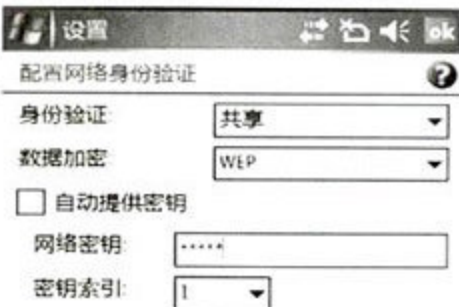 设置 ok
配置网络身份验证
身份验证: 共享
数据加密: WEP
自动提供密钥
网络密钥: *****
密钥索引: 1